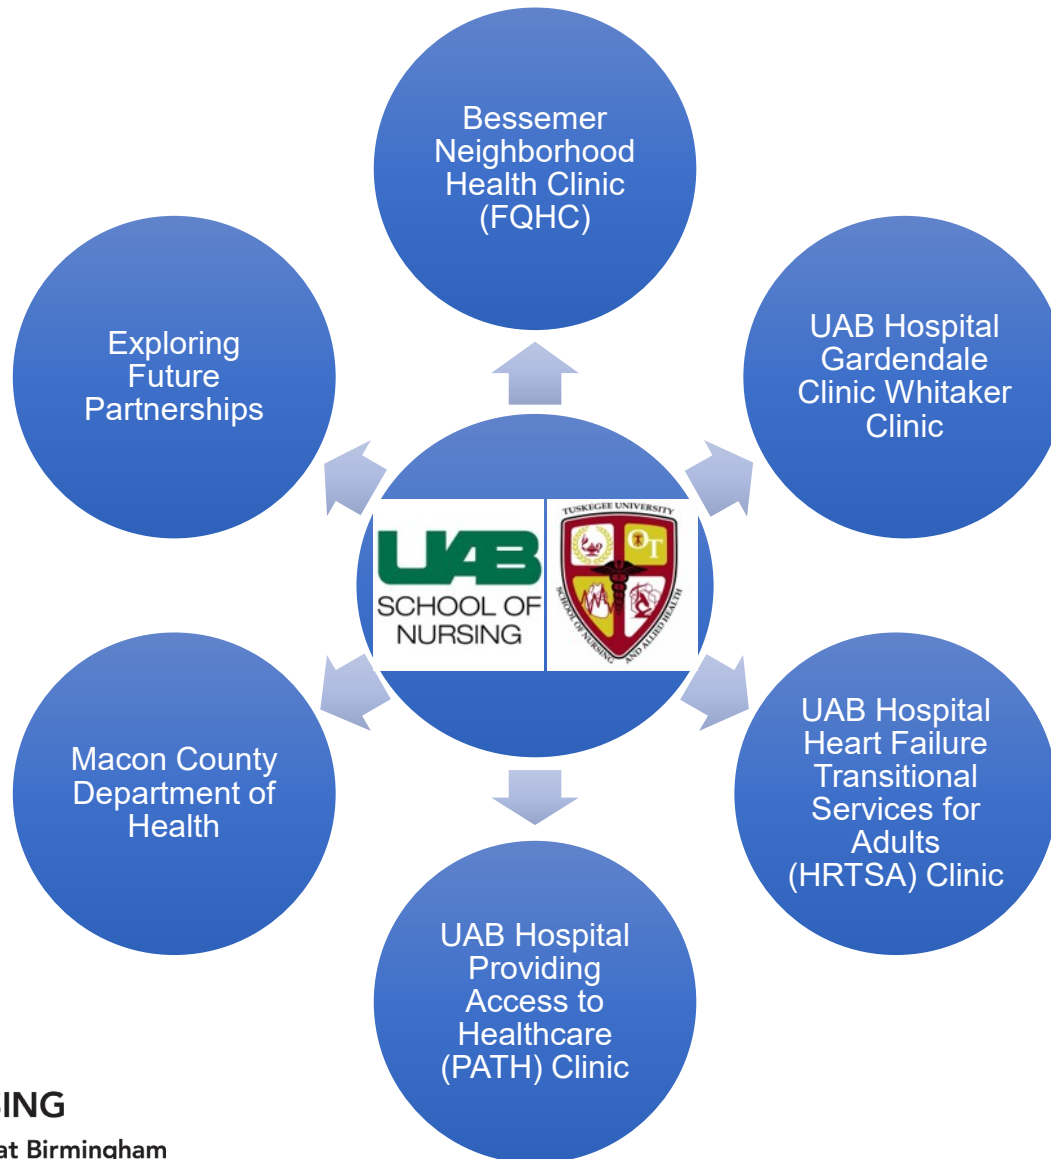 Bessemer
Neighborhood
Health Clinic
(FQHC)
Exploring
Future
Partnerships
UAB Hospital
Gardendale
Clinic Whitaker
Clinic
UAB
SCHOOL OF
NURSING
TUSKEGEE UNIVERSITY
OT
SCHOOL OF NURSING
AND ALLIED HEALTH
Macon County
Department of
Health
UAB Hospital
Heart Failure
Transitional
Services for
Adults
(HRTSA) Clinic
UAB Hospital
Providing
Access to
Healthcare
(PATH) Clinic
SING
at Birmingham